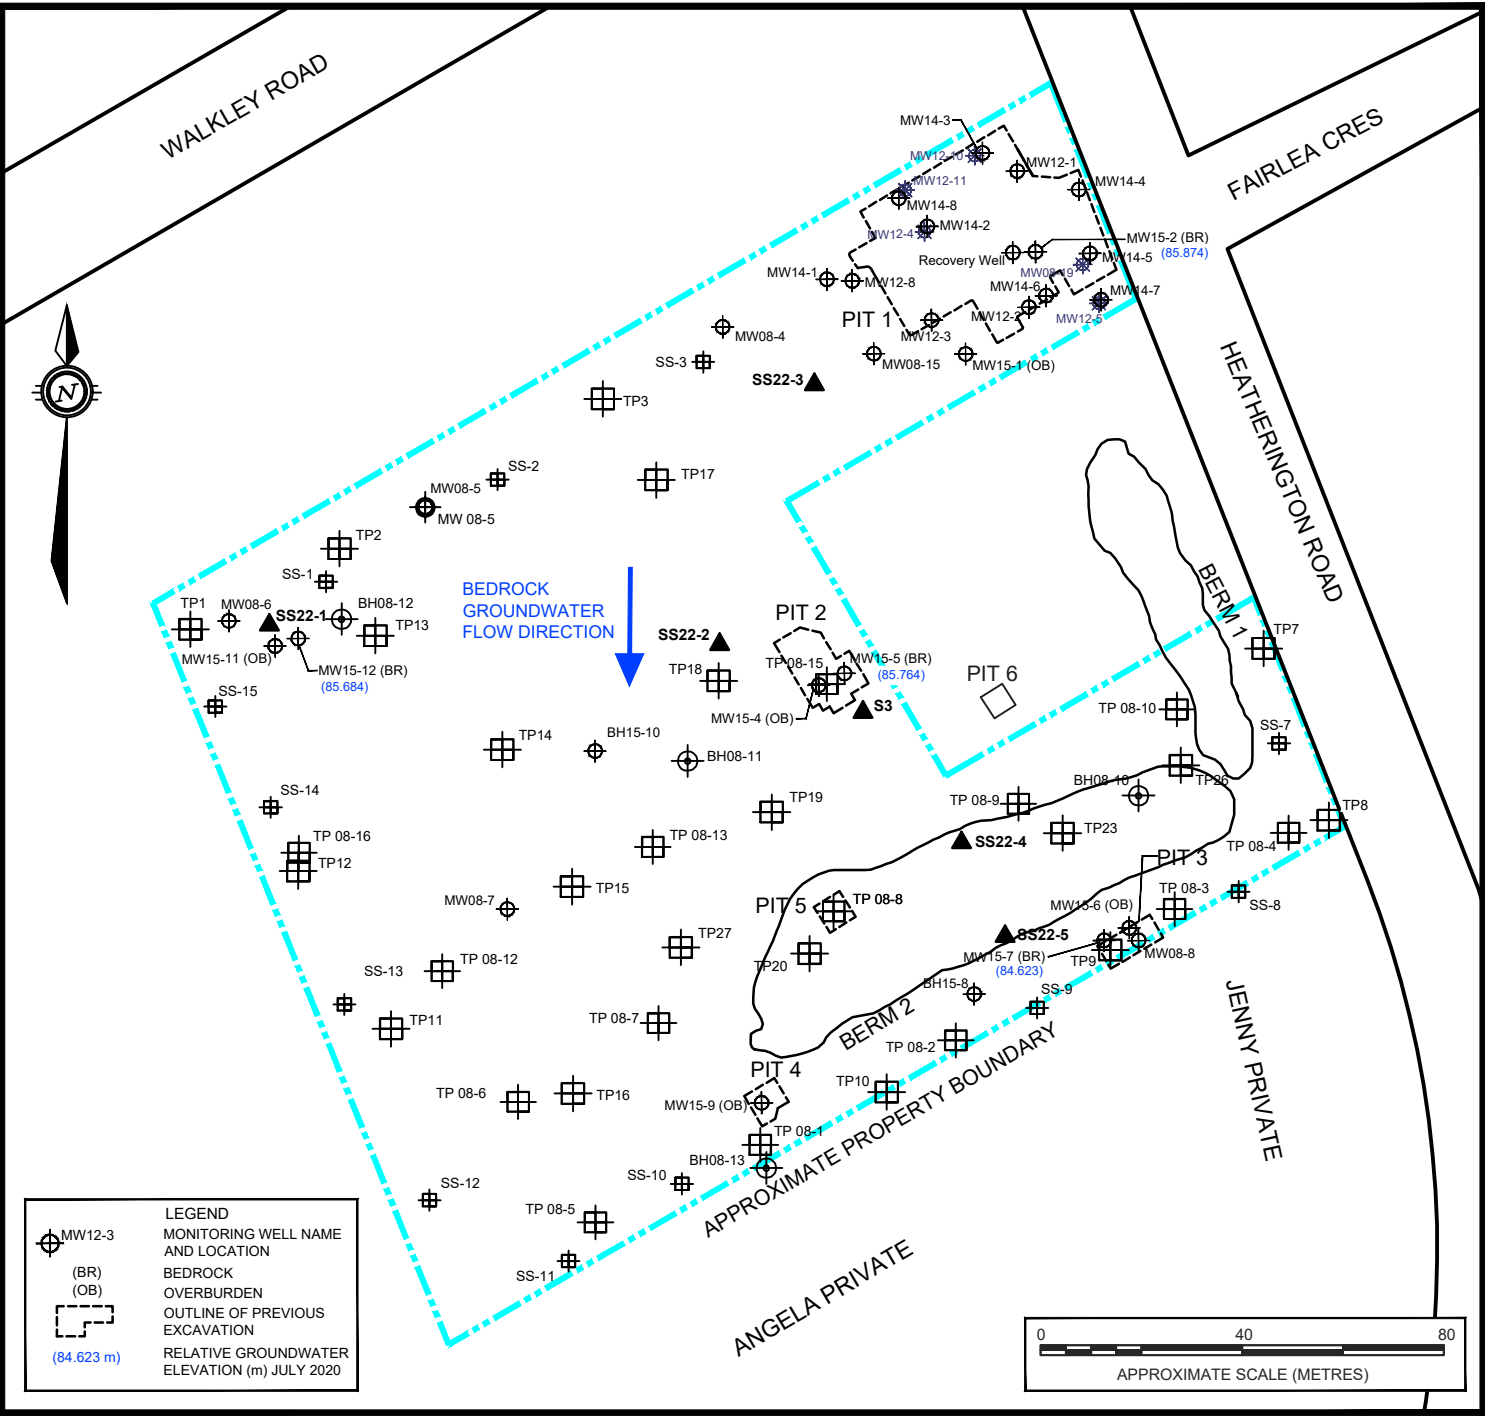 WALKLEY ROAD
FAIRLEA CRES
HEATHERINGTON ROAD
JENNY PRIVATE
ANGELA PRIVATE
APPROXIMATE PROPERTY BOUNDARY
N
MW14-3
MW12-10
MW12-1
MW12-11
MW14-4
MW14-8
MW14-2
MW12-4
MW15-2 (BR)
(85.874)
Recovery Well
MW14-5
MW08-19
MW14-1
MW12-8
MW14-6
MW14-7
MW12-2
MW12-5
PIT 1
MW12-3
MW08-4
MW08-15
MW15-1 (OB)
SS-3
SS22-3
TP3
SS-2
TP17
MW08-5
MW 08-5
TP2
SS-1
BEDROCK
GROUNDWATER
FLOW DIRECTION
TP1
MW08-6
SS22-1
BH08-12
TP13
MW15-11 (OB)
MW15-12 (BR)
(85.684)
SS-15
PIT 2
SS22-2
TP 08-15
MW15-5 (BR)
(85.764)
TP18
MW15-4 (OB)
S3
PIT 6
BERM 1
TP7
TP 08-10
SS-7
TP14
BH15-10
BH08-11
BH08-10
TP26
SS-14
TP19
TP 08-9
TP23
TP8
TP 08-4
TP 08-16
TP12
TP 08-13
SS22-4
PIT 3
TP15
MW08-7
PIT 5
TP 08-8
TP 08-3
SS-8
MW15-6 (OB)
SS22-5
MW15-7 (BR)
(84.623)
TP9
MW08-8
TP27
TP20
SS-13
TP 08-12
BH15-8
SS-9
TP11
TP 08-7
BERM 2
TP 08-2
PIT 4
TP10
TP 08-6
TP16
MW15-9 (OB)
TP 08-1
BH08-13
SS-10
SS-12
TP 08-5
SS-11
LEGEND
MW12-3
MONITORING WELL NAME
AND LOCATION
(BR)
BEDROCK
(OB)
OVERBURDEN
OUTLINE OF PREVIOUS
EXCAVATION
(84.623 m)
RELATIVE GROUNDWATER
ELEVATION (m) JULY 2020
0 40 80
APPROXIMATE SCALE (METRES)